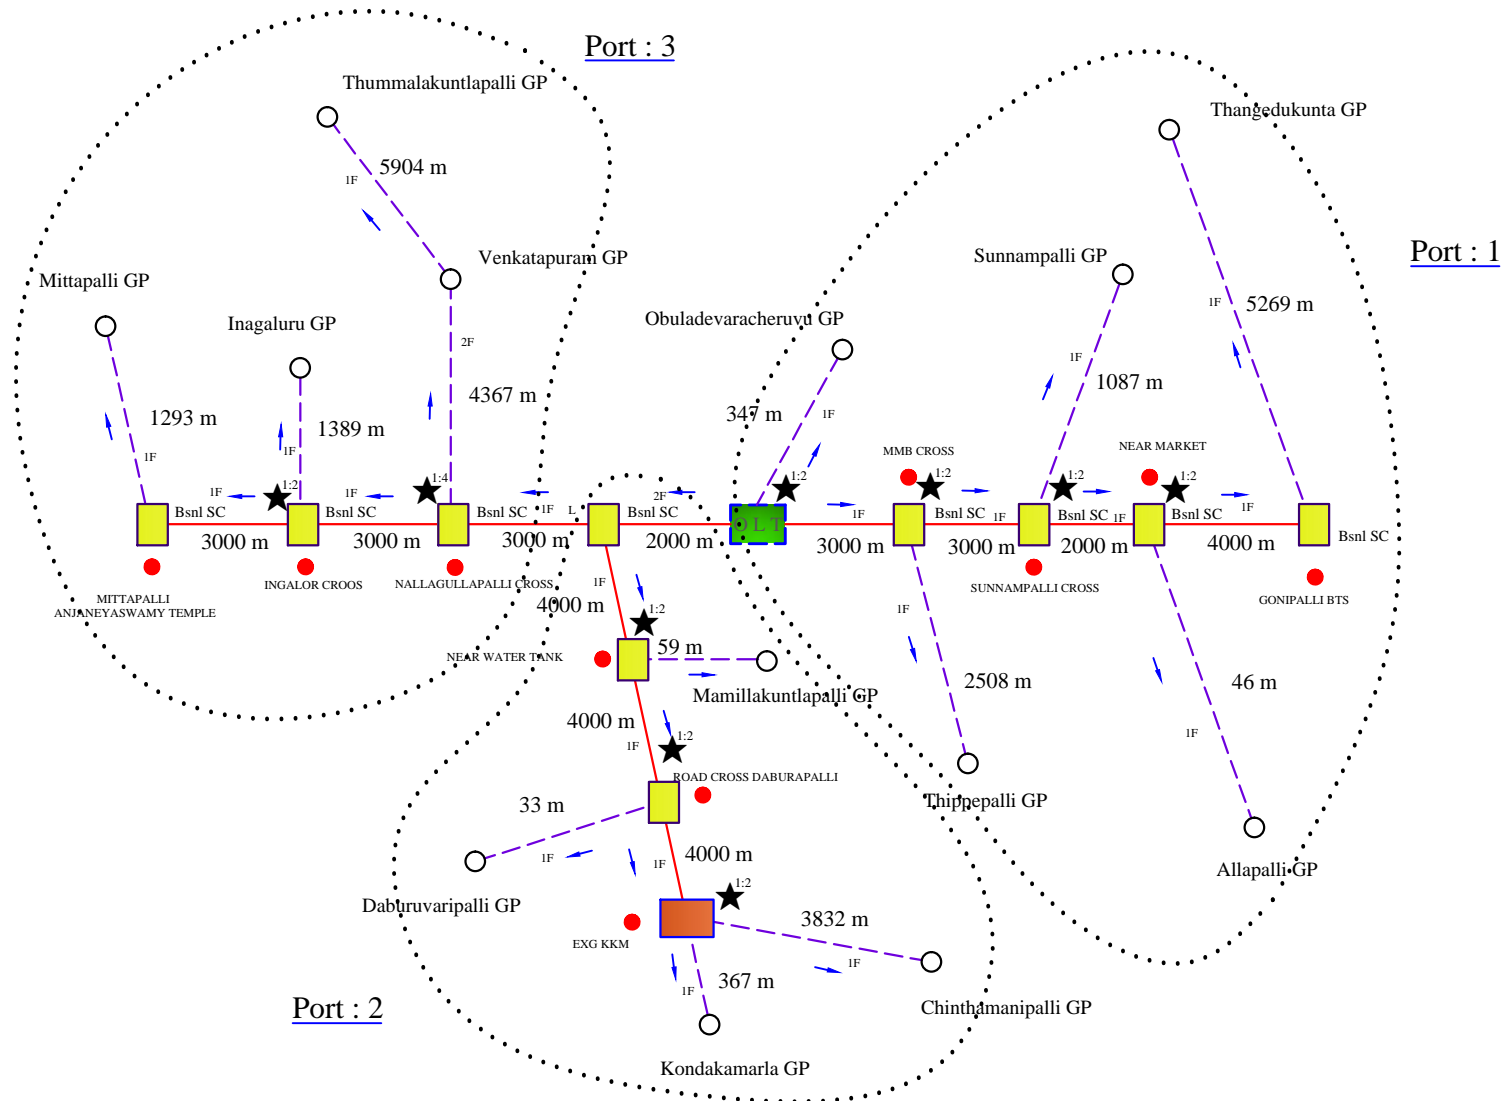 Port : 3
Thummalakuntlapalli GP
Thangedukunta GP
5904 m
1F
Port : 1
Sunnampalli GP
Venkatapuram GP
Mittapalli GP
1F
5269 m
Inagaluru GP
Obuladevaracheruvu GP
2F
1F
1087 m
4367 m
1293 m
1389 m
347 m
1F
1F
1F
MMB CROSS
NEAR MARKET
1:2
1:4
1:2
1:2
1:2
1:2
1F
1F
2F
Bsnl SC
Bsnl SC
Bsnl SC
1F
L
Bsnl SC
O L T
1F
Bsnl SC
1F
Bsnl SC
1F
Bsnl SC
1F
Bsnl SC
3000 m
3000 m
3000 m
2000 m
3000 m
3000 m
2000 m
4000 m
MITTAPALLI
ANJANEYASWAMY TEMPLE
INGALOR CROOS
NALLAGULLAPALLI CROSS
SUNNAMPALLI CROSS
GONIPALLI BTS
1F
4000 m
1:2
1F
NEAR WATER TANK
59 m
Mamillakuntlapalli GP
2508 m
46 m
4000 m
1F
1:2
1F
ROAD CROSS DABURAPALLI
Thippepalli GP
33 m
1F
1F
4000 m
Allapalli GP
1:2
Daburuvaripalli GP
3832 m
EXG KKM
1F
367 m
1F
Chinthamanipalli GP
Port : 2
Kondakamarla GP